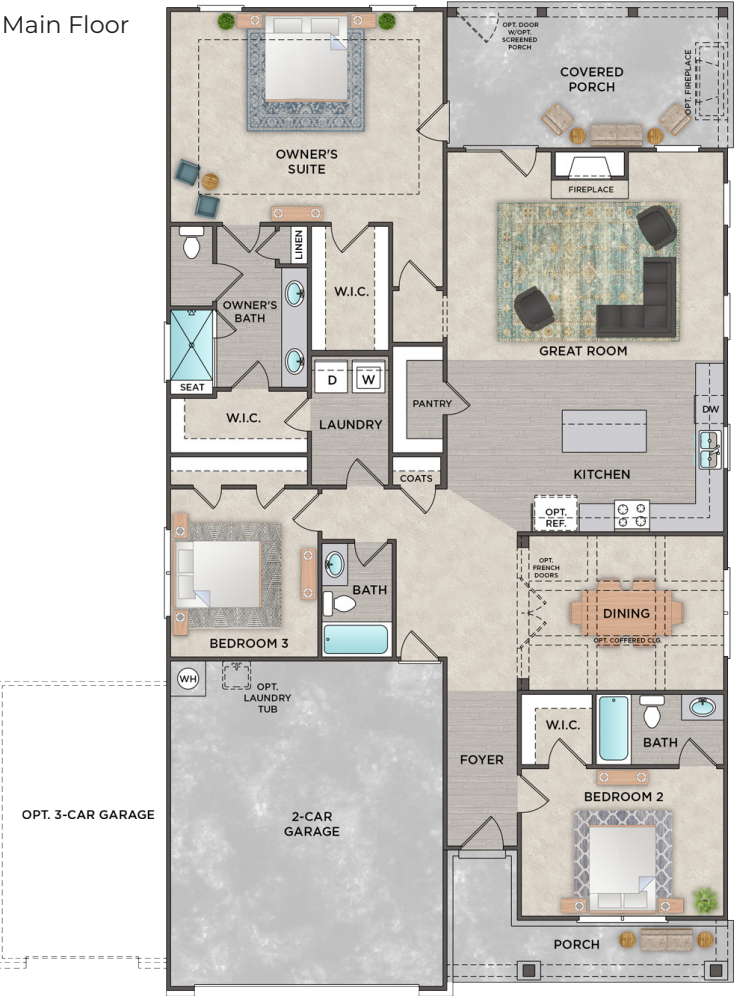 Main Floor
OPT. DOOR
W/OPT.
SCREENED
PORCH
COVERED
PORCH
OPT. FIREPLACE
OWNER'S
SUITE
FIREPLACE
LINEN
W.I.C.
OWNER'S
BATH
GREAT ROOM
SEAT
D
W
PANTRY
DW
W.I.C.
LAUNDRY
KITCHEN
COATS
OPT.
REF.
OPT.
FRENCH
DOORS
BATH
DINING
OPT. COFFERED CLG.
BEDROOM 3
WH
OPT.
LAUNDRY
TUB
W.I.C.
BATH
FOYER
BEDROOM 2
OPT. 3-CAR GARAGE
2-CAR
GARAGE
PORCH